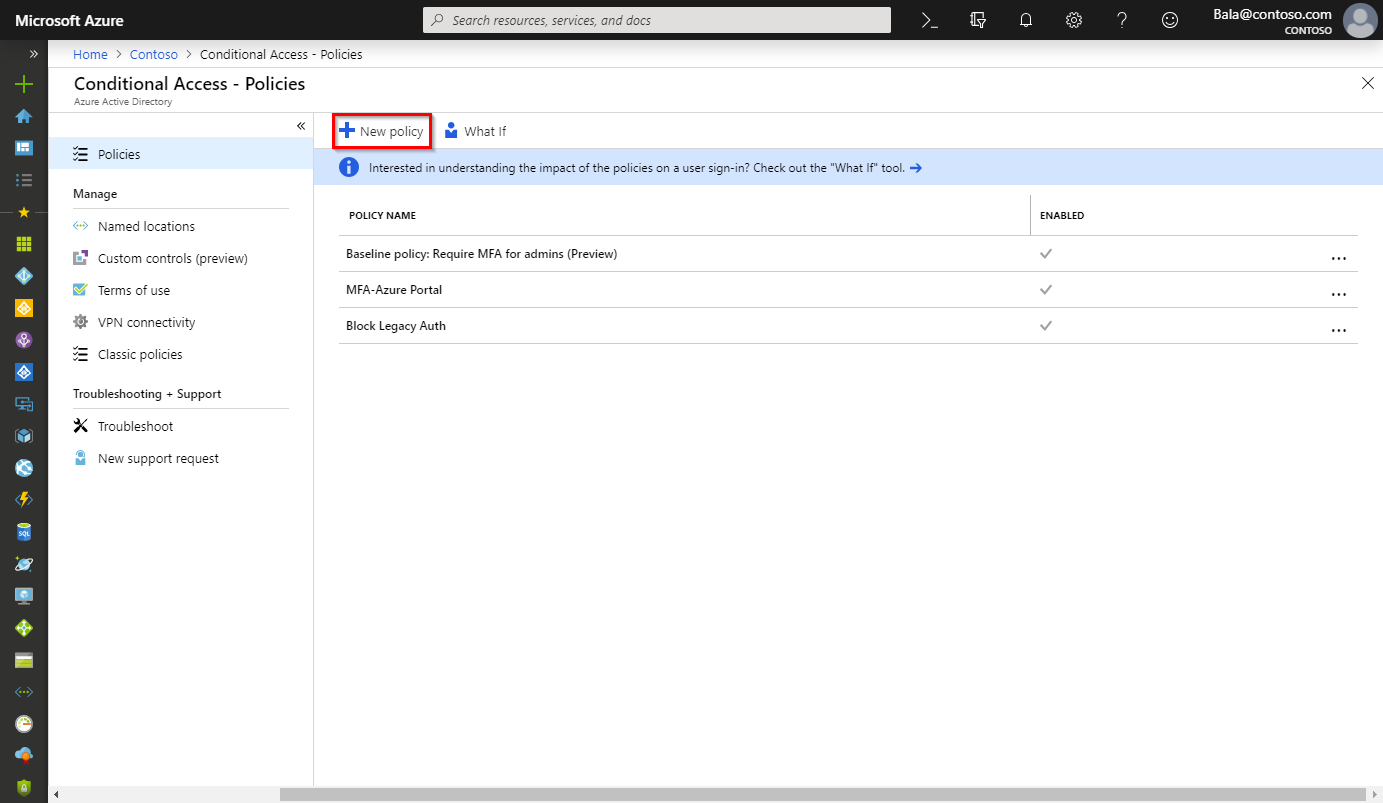 Microsoft Azure
Search resources, services, and docs
Bala@contoso.com
CONTOSO
Home > Contoso > Conditional Access - Policies
Conditional Access - Policies
Azure Active Directory
Policies
Manage
Named locations
Custom controls (preview)
Terms of use
VPN connectivity
Classic policies
Troubleshooting + Support
Troubleshoot
New support request
New policy
What If
Interested in understanding the impact of the policies on a user sign-in? Check out the "What If" tool.
POLICY NAME
ENABLED
Baseline policy: Require MFA for admins (Preview)
MFA-Azure Portal
Block Legacy Auth
SQL